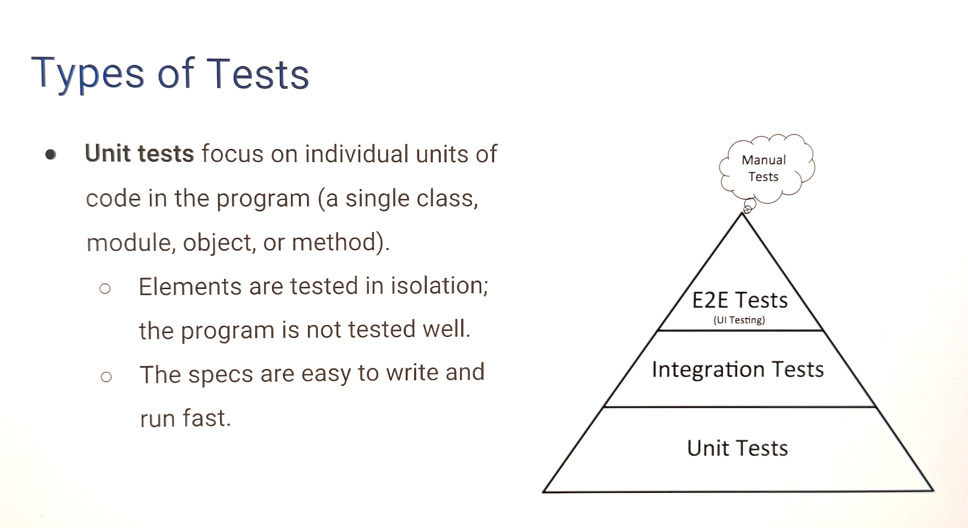 Types of Tests
● Unit tests focus on individual units of
code in the program (a single class,
module, object, or method).
○ Elements are tested in isolation;
the program is not tested well.
○ The specs are easy to write and
run fast.
Manual
Tests
E2E Tests
(UI Testing)
Integration Tests
Unit Tests